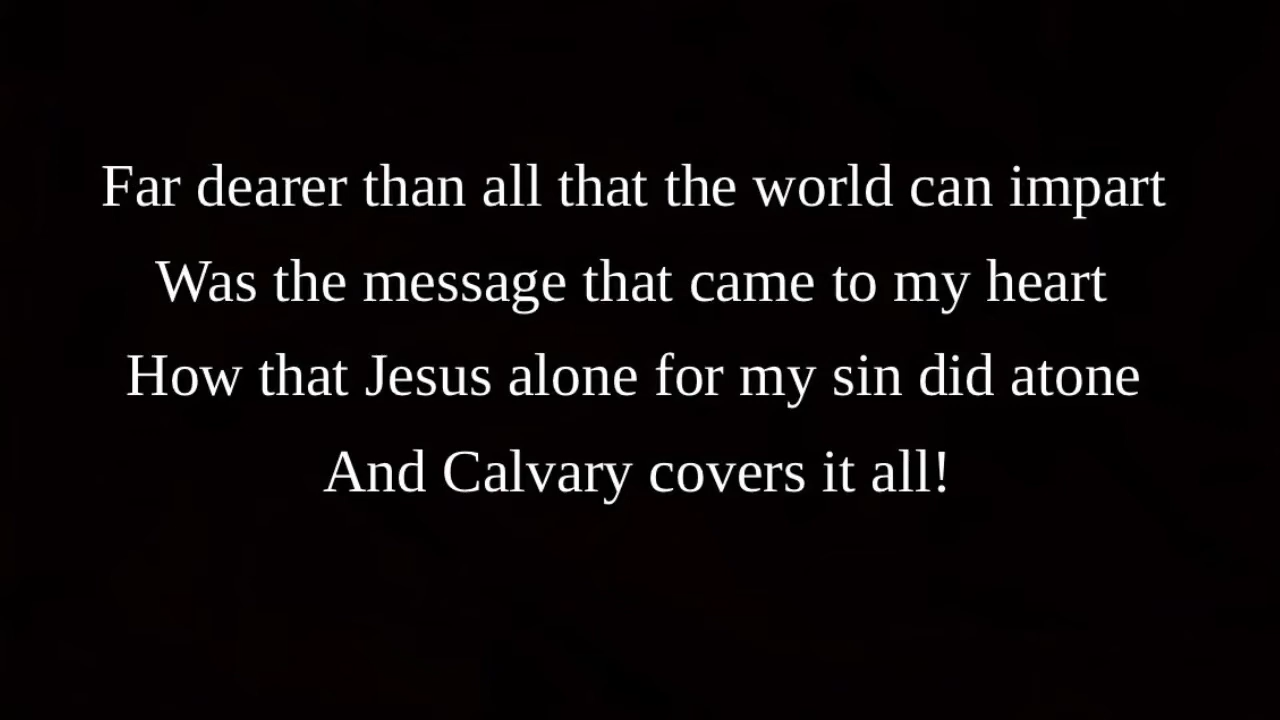 Far dearer than all that the world can impart
Was the message that came to my heart
How that Jesus alone for my sin did atone
And Calvary covers it all!